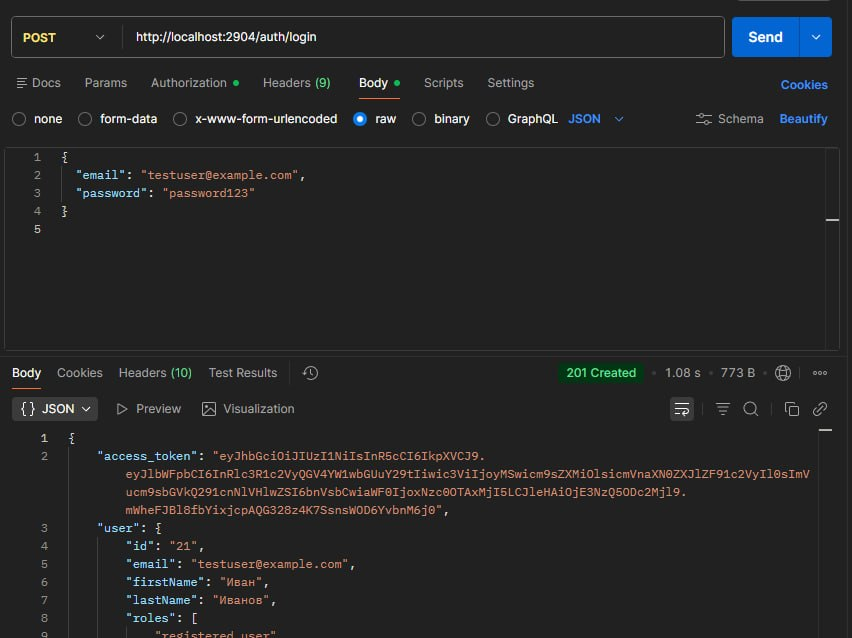 POST http://localhost:2904/auth/login Send
Docs Params Authorization Headers (9) Body Scripts Settings Cookies
none form-data x-www-form-urlencoded raw binary GraphQL JSON Schema Beautify
1 {
2 "email": "testuser@example.com",
3 "password": "password123"
4 }
5
Body Cookies Headers (10) Test Results 201 Created 1.08 s 773 B
{} JSON Preview Visualization
1 {
2 "access_token": "eyJhbGciOiJIUzI1NiIsInR5cCI6IkpXVCJ9.
eyJlbWFpbCI6InRlc3R1c2VyQGV4YW1wbGUuY29tIiwic3ViIjoyMSwicm9sZXMiOlsicmVnaXN0ZXJlZF91c2VyIl0sImV
ucm9sbGVkQ291cnNlVHlwZSI6bnVsbCwiaWF0IjoxNzc0OTAxMjI5LCJleHAiOjE3NzQ5ODc2Mjl9.
mWheFJBl8fbYixjcpAQG328z4K7SsnsWOD6YvbnM6j0",
3 "user": {
4 "id": "21",
5 "email": "testuser@example.com",
6 "firstName": "Иван",
7 "lastName": "Иванов",
8 "roles": [
9 "registered_user"